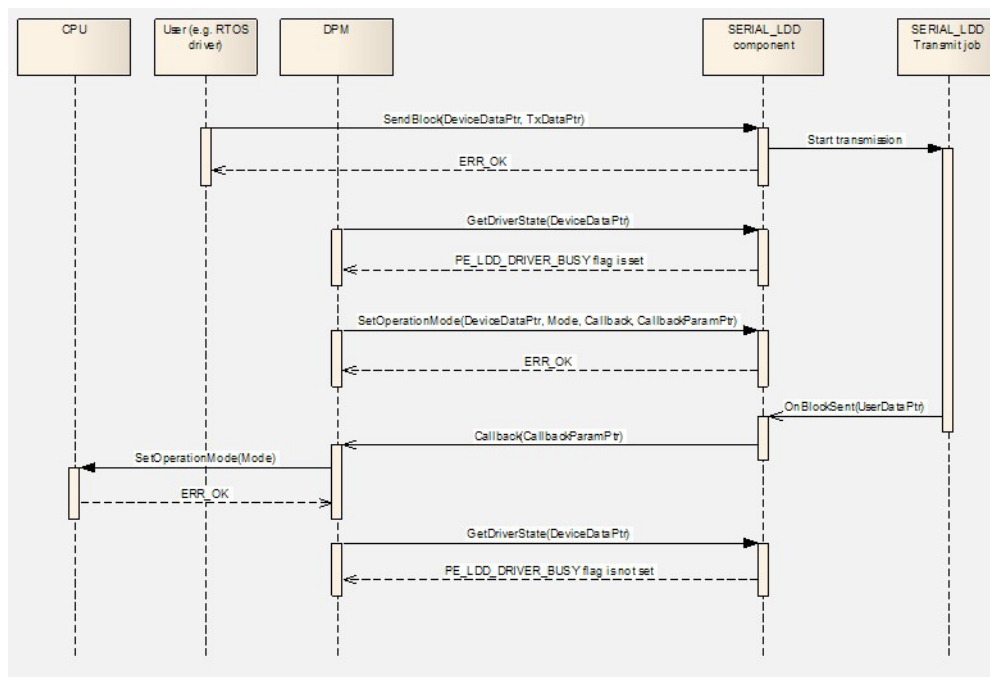 CPU
User (e.g. RTOS
driver)
DPM
SERIAL_LDD
component
SERIAL_LDD
Transmit job
SendBlock(DeviceDataPtr, TxDataPtr)
Start transmission
ERR_OK
GetDriverState(DeviceDataPtr)
PE_LDD_DRIVER_BUSY flag is set
SetOperationMode(DeviceDataPtr, Mode, Callback, CallbackParamPtr)
ERR_OK
OnBlockSent(UserDataPtr)
Callback(CallbackParamPtr)
SetOperationMode(Mode)
ERR_OK
GetDriverState(DeviceDataPtr)
PE_LDD_DRIVER_BUSY flag is not set